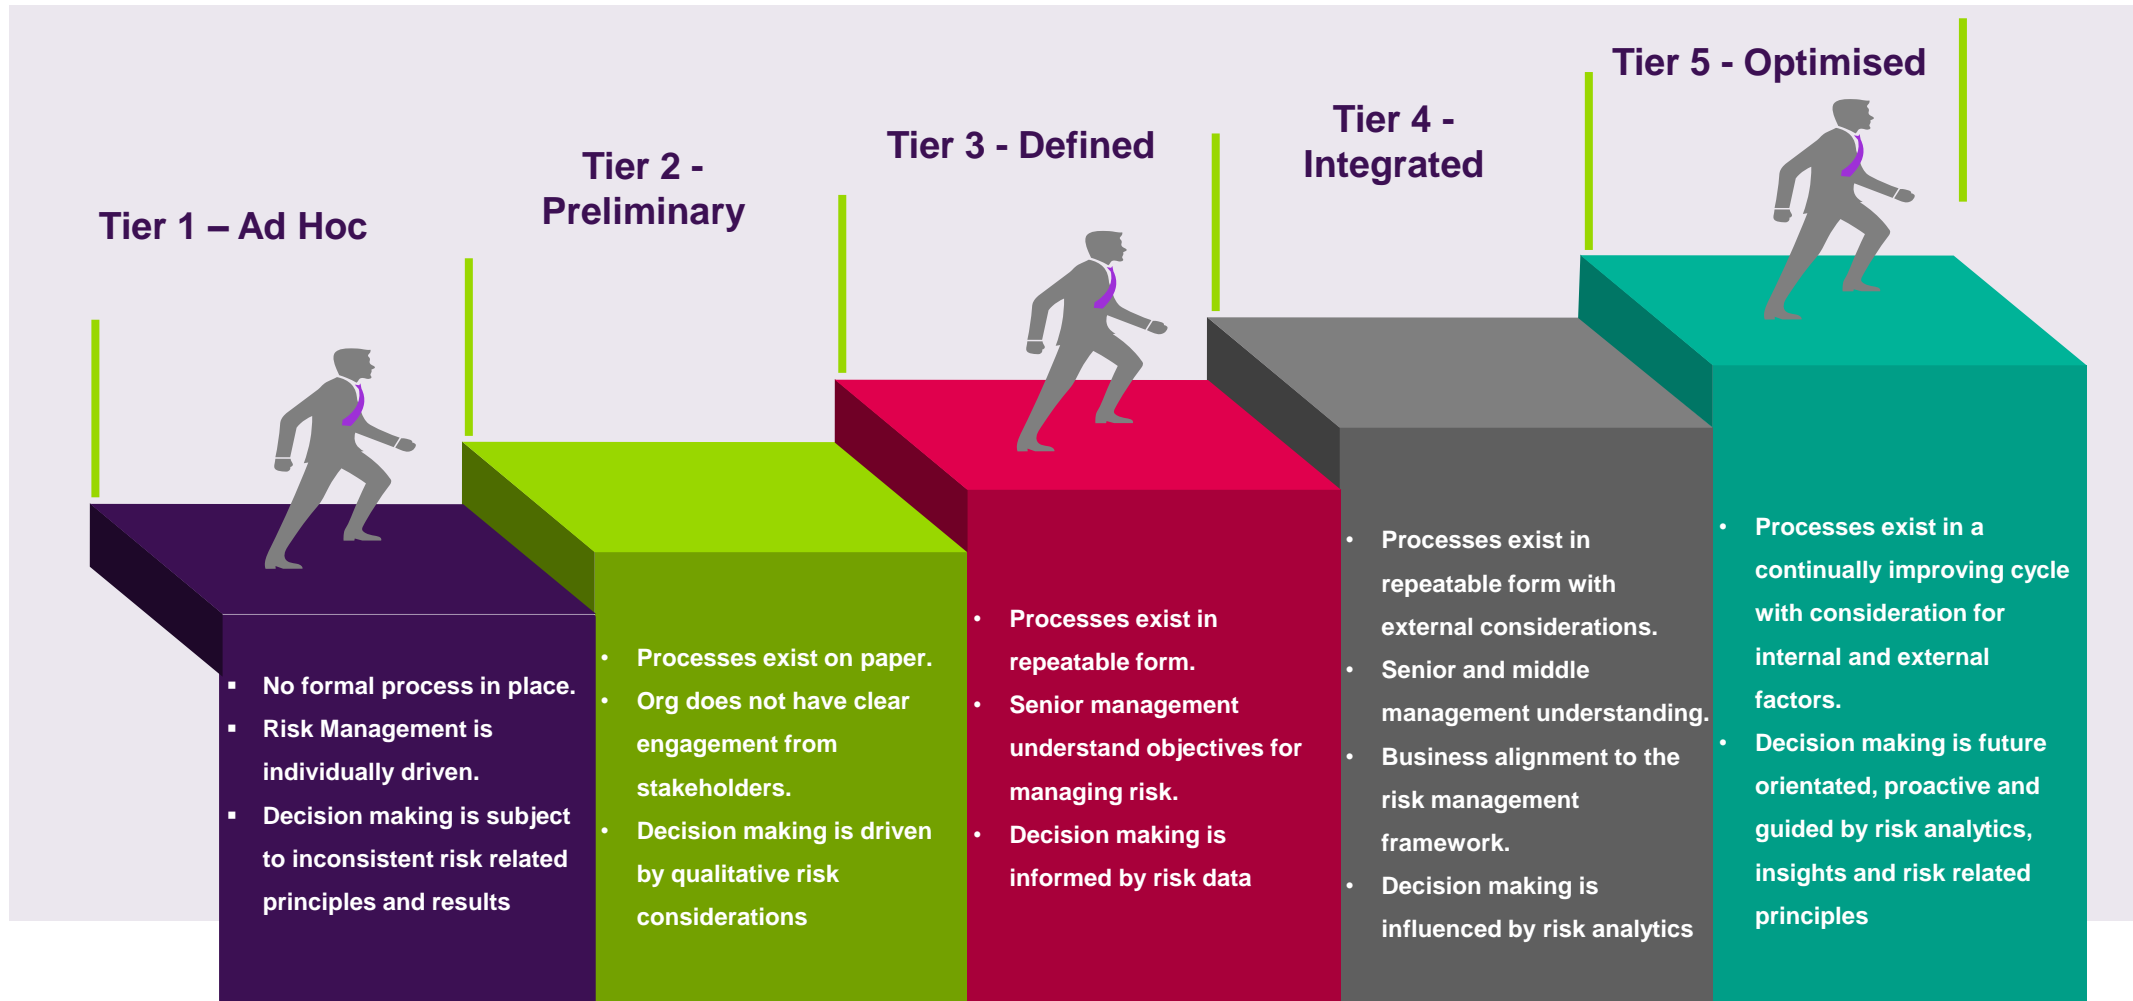 Tier 1 – Ad Hoc
▪ No formal process in place.
▪ Risk Management is
individually driven.
▪ Decision making is subject
to inconsistent risk related
principles and results
Tier 2 -
Preliminary
• Processes exist on paper.
• Org does not have clear
engagement from
stakeholders.
• Decision making is driven
by qualitative risk
considerations
Tier 3 - Defined
• Processes exist in
repeatable form.
• Senior management
understand objectives for
managing risk.
• Decision making is
informed by risk data
Tier 4 -
Integrated
• Processes exist in
repeatable form with
external considerations.
• Senior and middle
management understanding.
• Business alignment to the
risk management
framework.
• Decision making is
influenced by risk analytics
Tier 5 - Optimised
• Processes exist in a
continually improving cycle
with consideration for
internal and external
factors.
• Decision making is future
orientated, proactive and
guided by risk analytics,
insights and risk related
principles